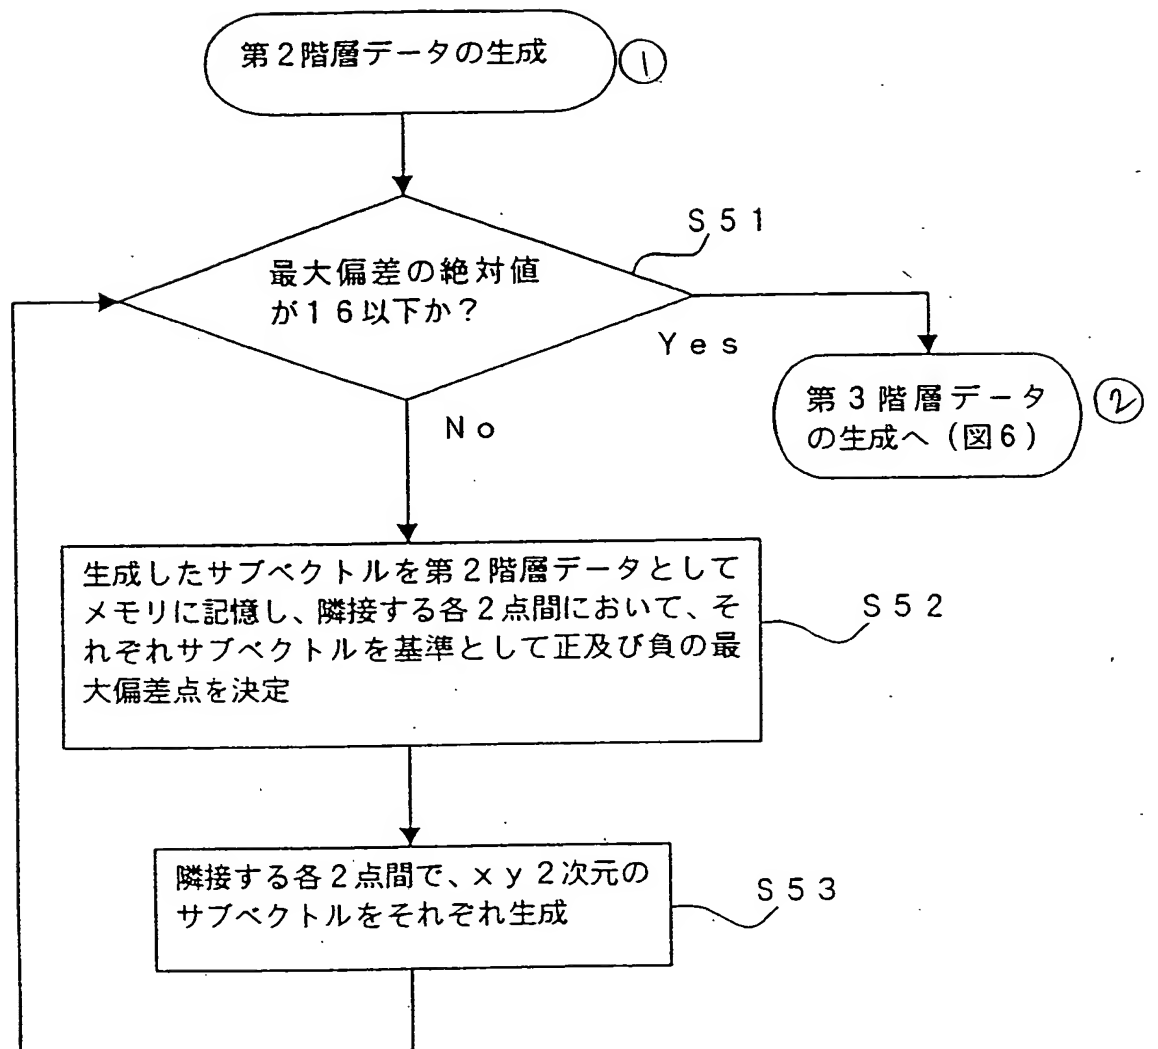 第2階層データの生成
①
S51
最大偏差の絶対値
が16以下か?
Yes
No
第3階層データ
の生成へ(図6)
②
生成したサブベクトルを第2階層データとして
メモリに記憶し、隣接する各2点間において、そ
れぞれサブベクトルを基準として正及び負の最
大偏差点を決定
S52
隣接する各2点間で、xy2次元の
サブベクトルをそれぞれ生成
S53